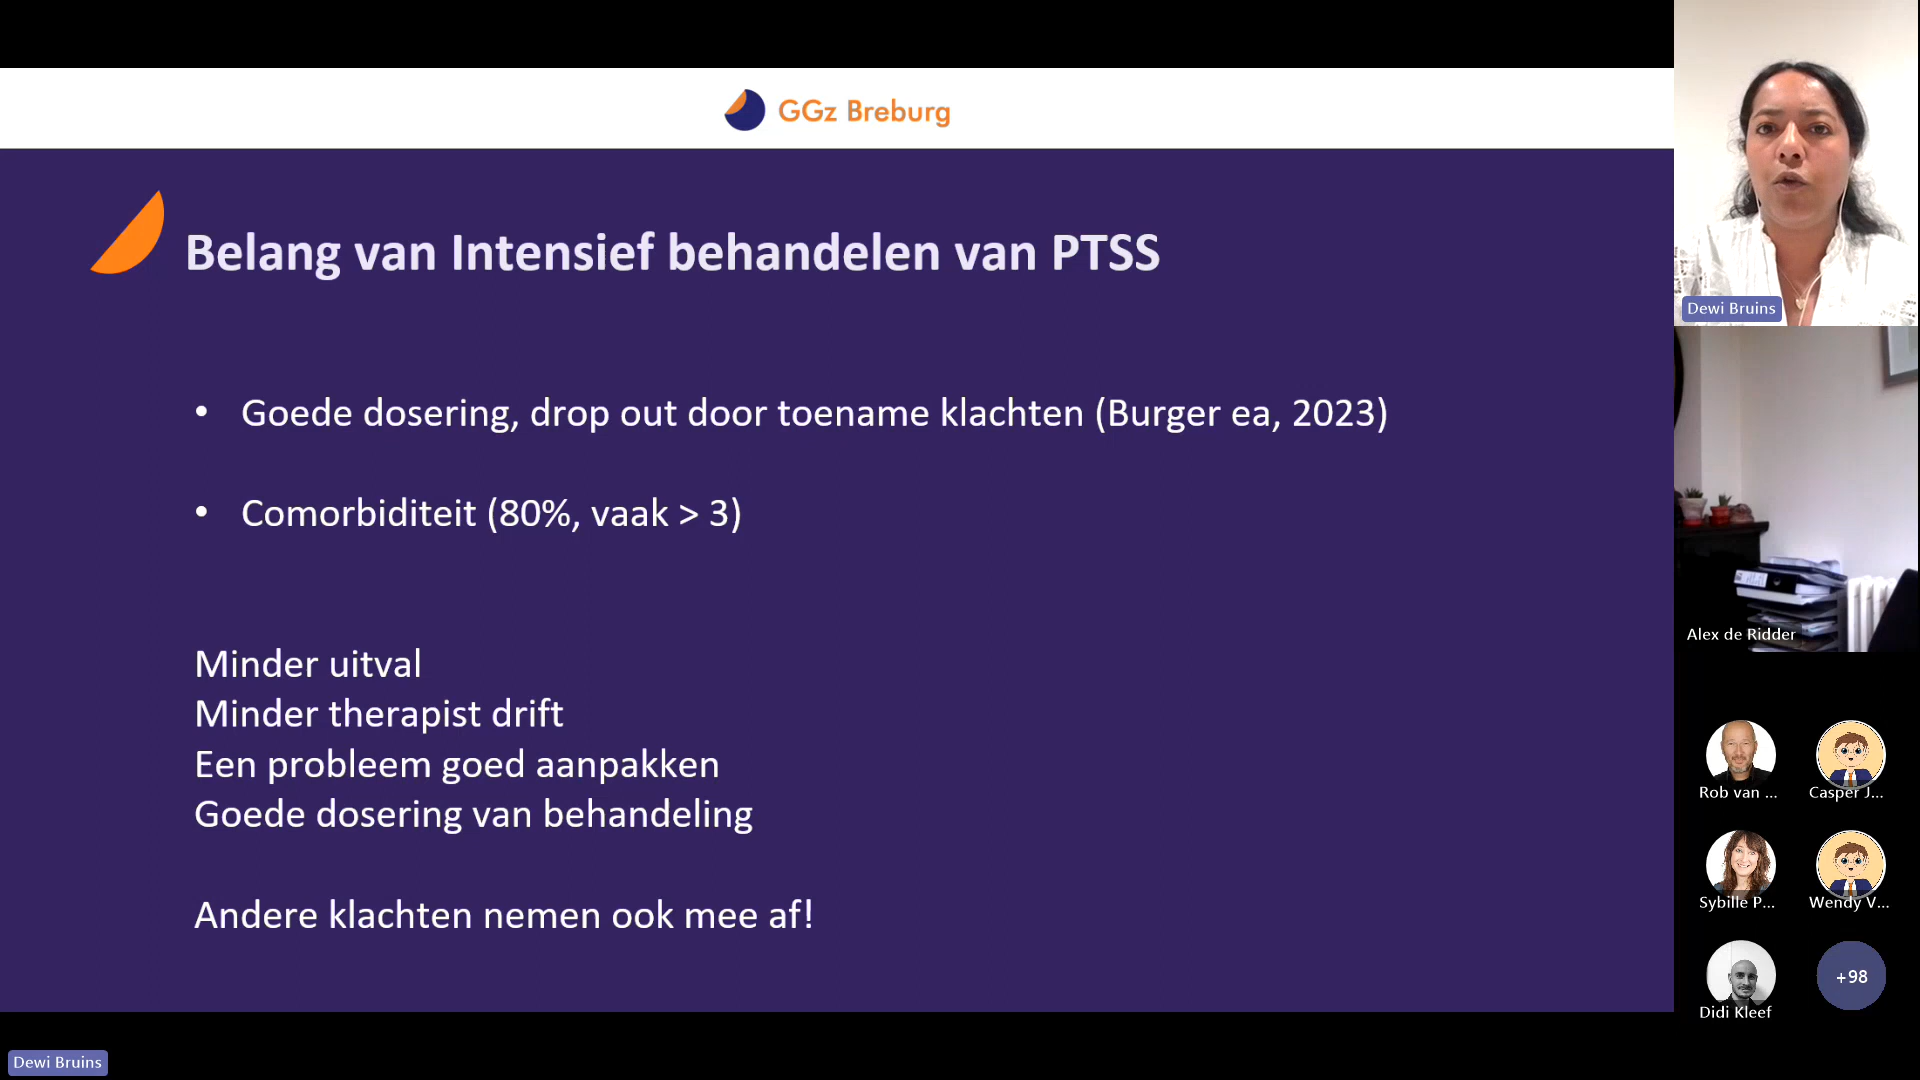 GGz Breburg
Belang van Intensief behandelen van PTSS
• Goede dosering, drop out door toename klachten (Burger ea, 2023)
• Comorbiditeit (80%, vaak > 3)
Minder uitval
Minder therapist drift
Een probleem goed aanpakken
Goede dosering van behandeling
Andere klachten nemen ook mee af!
Dewi Bruins
Alex de Ridder
Rob van ...
Casper J...
Sybille P...
Wendy V...
Didi Kleef
+98
Dewi Bruins